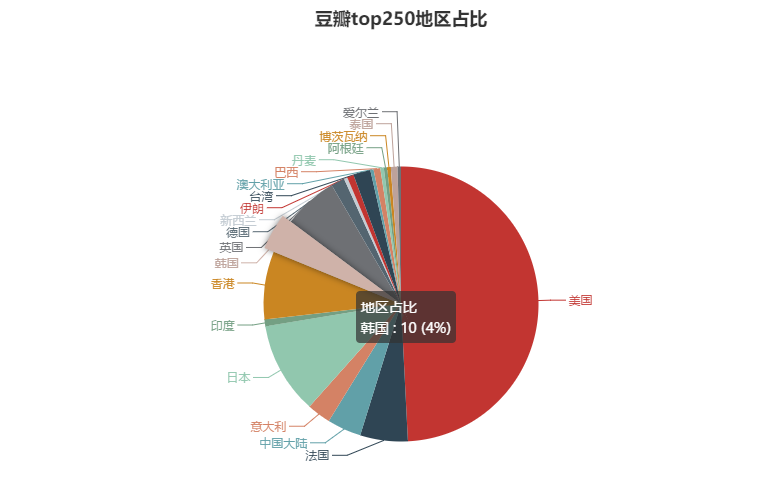 豆瓣top250地区占比
爱尔兰
泰国
博茨瓦纳
阿根廷
丹麦
巴西
澳大利亚
台湾
伊朗
新西兰
德国
英国
韩国
香港
印度
日本
意大利
中国大陆
法国
美国
地区占比
韩国 : 10 (4%)